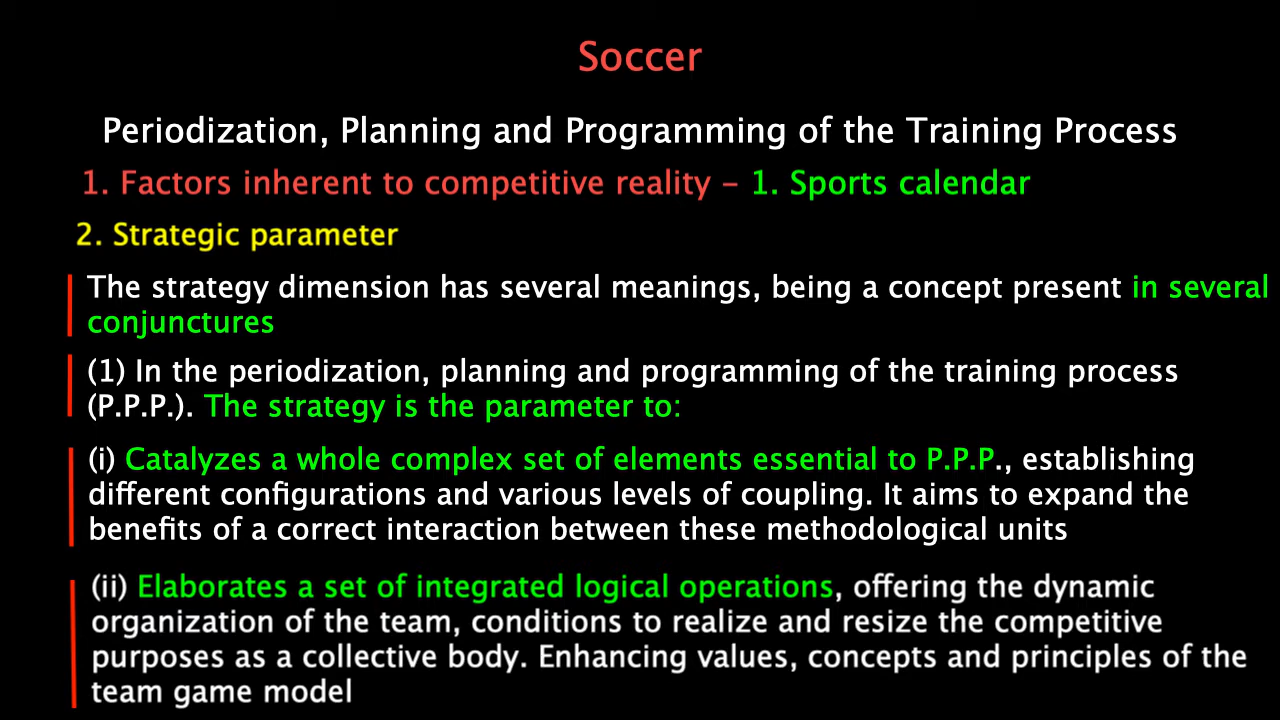 Soccer
Periodization, Planning and Programming of the Training Process
1. Factors inherent to competitive reality – 1. Sports calendar
2. Strategic parameter
The strategy dimension has several meanings, being a concept present in several
conjunctures
(1) In the periodization, planning and programming of the training process
(P.P.P.). The strategy is the parameter to:
(i) Catalyzes a whole complex set of elements essential to P.P.P., establishing
different configurations and various levels of coupling. It aims to expand the
benefits of a correct interaction between these methodological units
(ii) Elaborates a set of integrated logical operations, offering the dynamic
organization of the team, conditions to realize and resize the competitive
purposes as a collective body. Enhancing values, concepts and principles of the
team game model